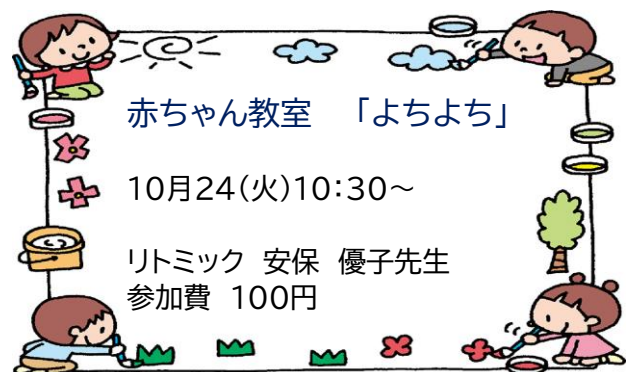 赤ちゃん教室　「よちよち」
10月24(火)10：30～
リトミック　安保　優子先生
参加費　100円